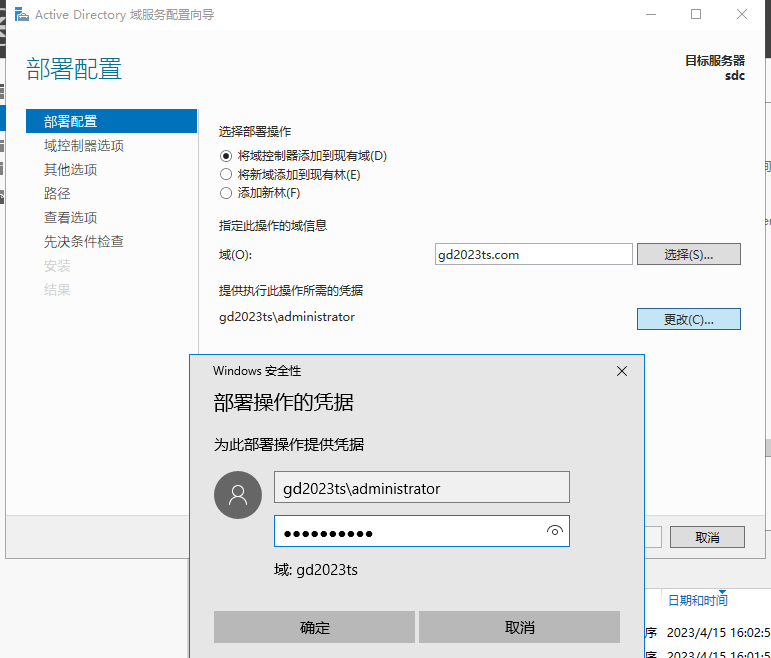 Active Directory 域服务配置向导
部署配置
目标服务器
sdc
部署配置
域控制器选项
其他选项
路径
查看选项
先决条件检查
安装
结果
选择部署操作
将域控制器添加到现有域(D)
将新域添加到现有林(E)
添加新林(F)
指定此操作的域信息
域(O):
gd2023ts.com
选择(S)...
提供执行此操作所需的凭据
gd2023ts\administrator
更改(C)...
Windows 安全性
部署操作的凭据
为此部署操作提供凭据
gd2023ts\administrator
●●●●●●●●●●
域: gd2023ts
确定
取消
取消
日期和时间
序 2023/4/15 16:02:5
序 2023/4/15 16:01:5